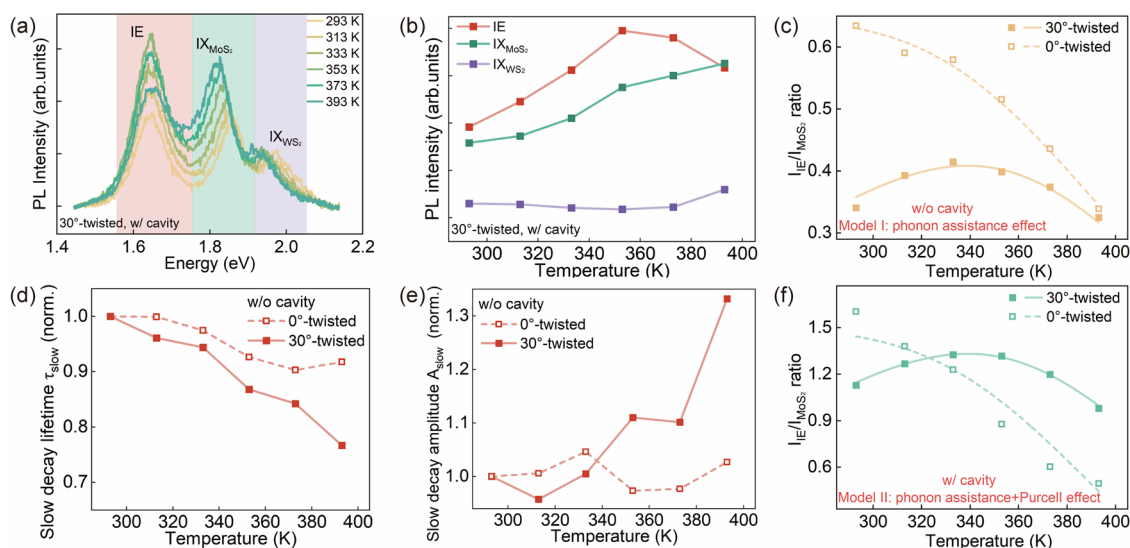 (a)
IE
IX_MoS₂
IX_WS₂
293 K
313 K
333 K
353 K
373 K
393 K
30°-twisted, w/ cavity
PL Intensity (arb.units)
1.4 1.6 1.8 2.0 2.2
Energy (eV)
(b)
IE
IX_MoS₂
IX_WS₂
30°-twisted, w/ cavity
PL intensity (arb.units)
300 320 340 360 380 400
Temperature (K)
(c)
30°-twisted
0°-twisted
w/o cavity
Model I: phonon assistance effect
I_IE/I_MoS₂ ratio
0.6
0.5
0.4
0.3
300 320 340 360 380 400
Temperature (K)
(d)
w/o cavity
0°-twisted
30°-twisted
Slow decay lifetime τ_slow (norm.)
1.0
0.9
0.8
0.7
300 320 340 360 380 400
Temperature (K)
(e)
w/o cavity
0°-twisted
30°-twisted
Slow decay amplitude A_slow (norm.)
1.3
1.2
1.1
1.0
300 320 340 360 380 400
Temperature (K)
(f)
30°-twisted
0°-twisted
w/ cavity
Model II: phonon assistance+Purcell effect
I_IE/I_MoS₂ ratio
1.5
1.2
0.9
0.6
300 320 340 360 380 400
Temperature (K)